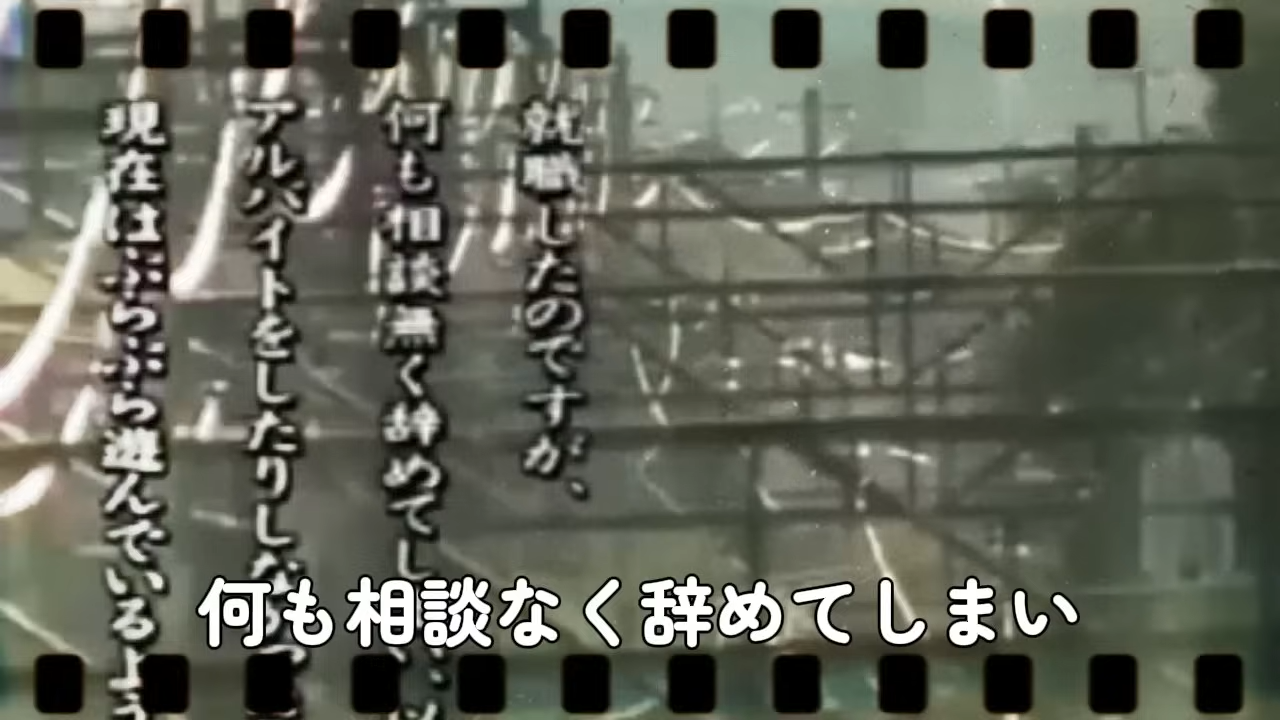 就職したのですが、
何も相談無く辞めてし
アルバイトをしたりしな
現在はぶらぶら遊んでいるよう
何も相談なく辞めてしまい